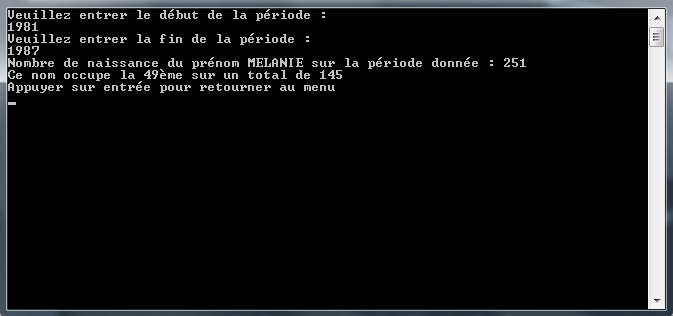 Veuillez entrer le début de la période :
1981
Veuillez entrer la fin de la période :
1987
Nombre de naissance du prénom MELANIE sur la période donnée : 251
Ce nom occupe la 49ème sur un total de 145
Appuyer sur entrée pour retourner au menu